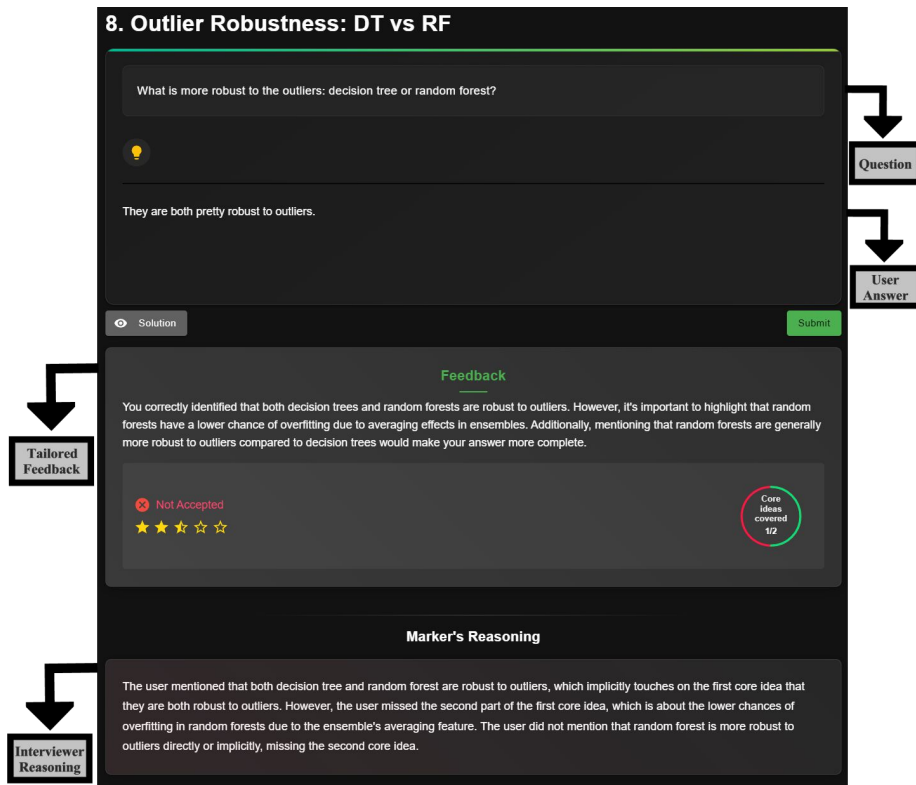 8. Outlier Robustness: DT vs RF
What is more robust to the outliers: decision tree or random forest?
Question
They are both pretty robust to outliers.
User
Answer
Solution
Submit
Feedback
You correctly identified that both decision trees and random forests are robust to outliers. However, it's important to highlight that random
forests have a lower chance of overfitting due to averaging effects in ensembles. Additionally, mentioning that random forests are generally
more robust to outliers compared to decision trees would make your answer more complete.
Tailored
Feedback
Not Accepted
Core
ideas
covered
1/2
Marker's Reasoning
The user mentioned that both decision tree and random forest are robust to outliers, which implicitly touches on the first core idea that
they are both robust to outliers. However, the user missed the second part of the first core idea, which is about the lower chances of
overfitting in random forests due to the ensemble's averaging feature. The user did not mention that random forest is more robust to
outliers directly or implicitly, missing the second core idea.
Interviewer
Reasoning